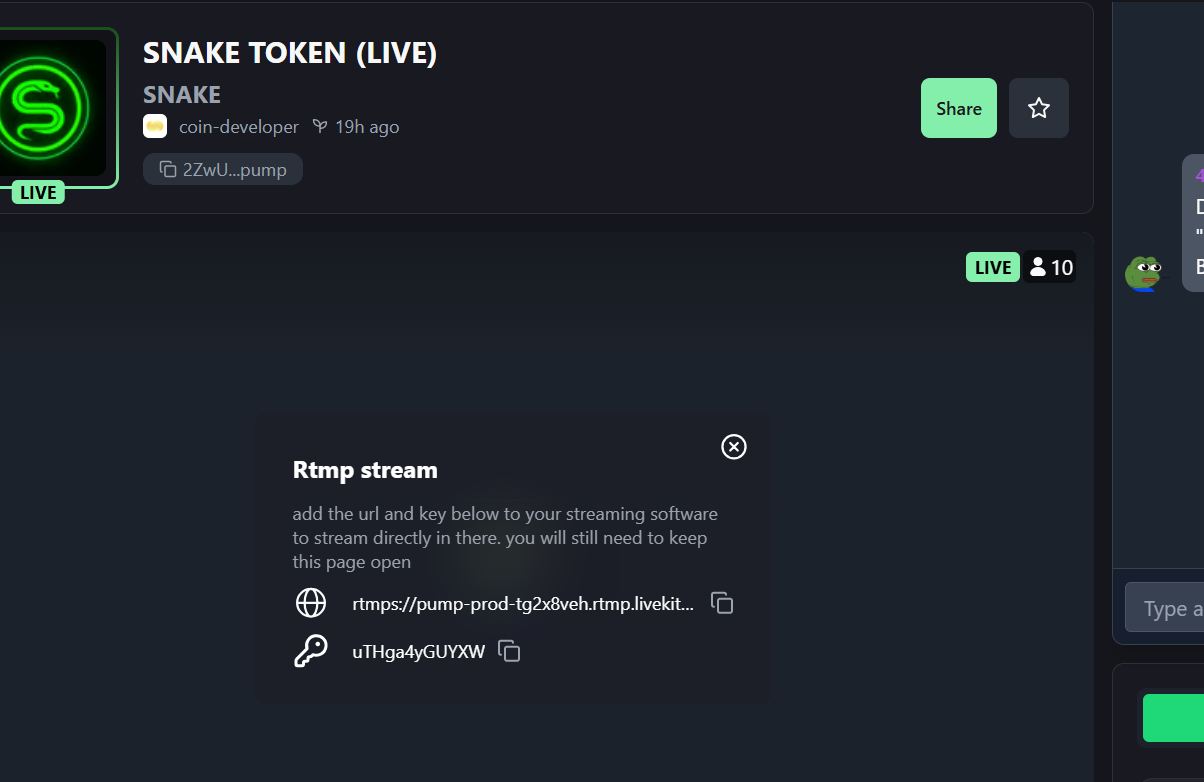 SNAKE TOKEN (LIVE)
SNAKE
coin-developer 19h ago
2ZwU...pump
Share
LIVE
LIVE 10
Rtmp stream
add the url and key below to your streaming software
to stream directly in there. you will still need to keep
this page open
rtmps://pump-prod-tg2x8veh.rtmp.livekit...
uTHga4yGUYXW
4
D
"
B
Type a